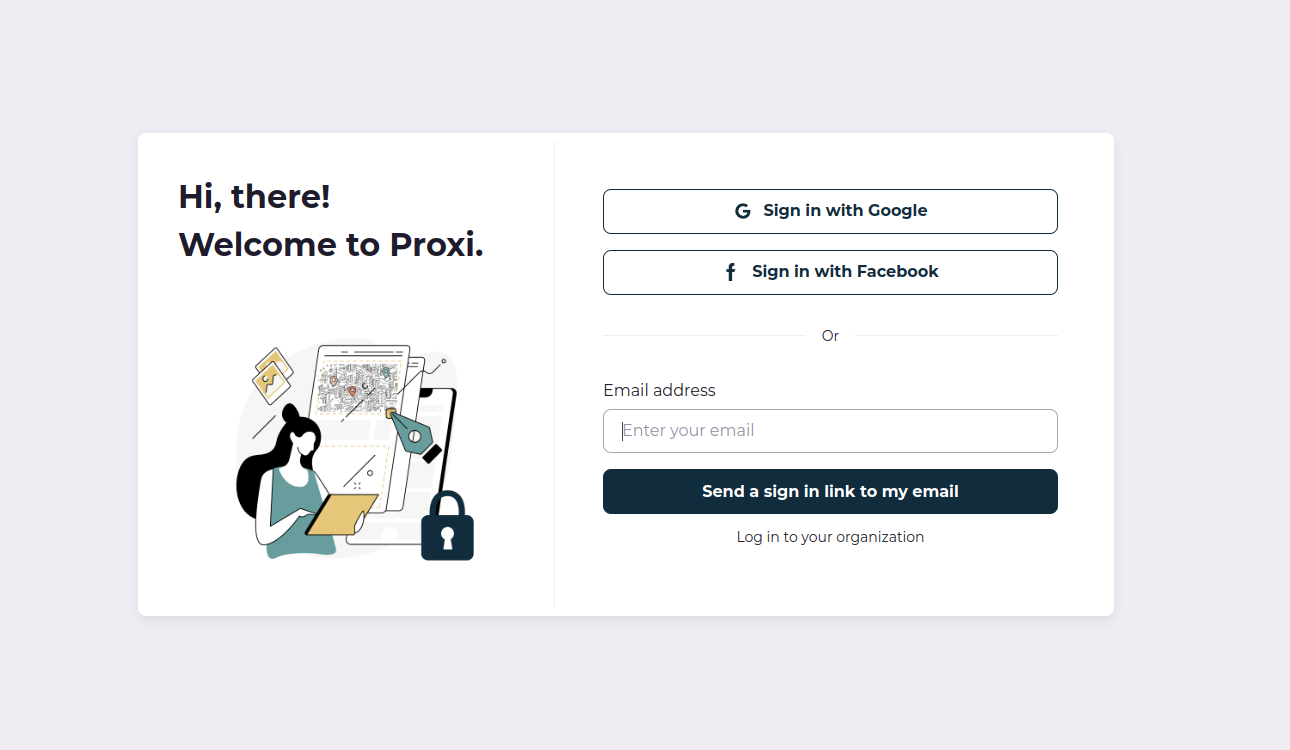 Hi, there!
Welcome to Proxi.
Sign in with Google
Sign in with Facebook
Or
Email address
Enter your email
Send a sign in link to my email
Log in to your organization